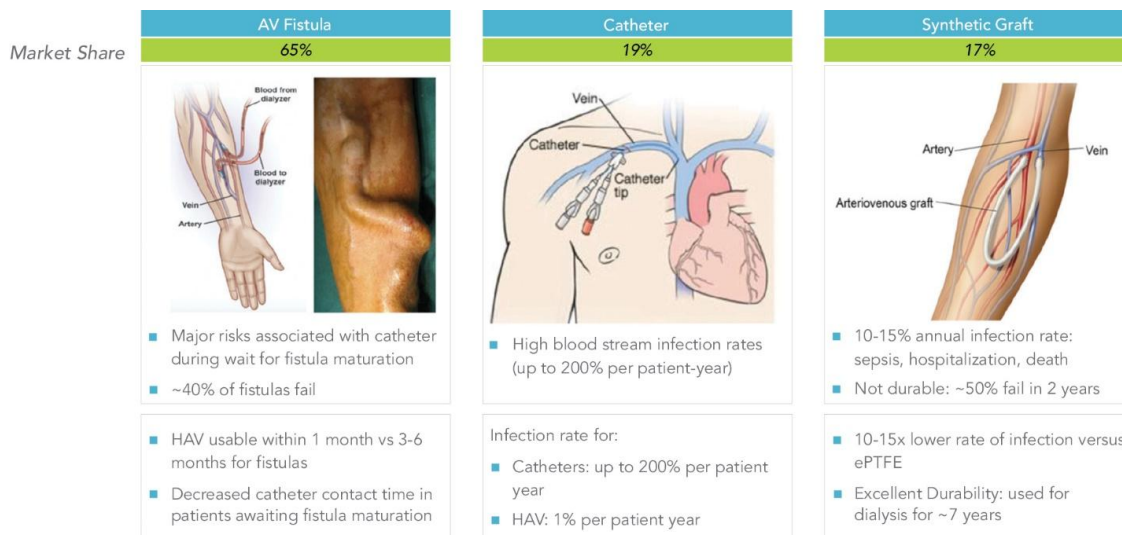 AV Fistula
Catheter
Synthetic Graft
Market Share
65%
19%
17%
Blood from
dialyzer
Blood to
dialyzer
Vein
Artery
Vein
Catheter
Catheter
tip
Artery
Vein
Arteriovenous graft
Major risks associated with catheter
during wait for fistula maturation
~40% of fistulas fail
High blood stream infection rates
(up to 200% per patient-year)
10-15% annual infection rate:
sepsis, hospitalization, death
Not durable: ~50% fail in 2 years
HAV usable within 1 month vs 3-6
months for fistulas
Decreased catheter contact time in
patients awaiting fistula maturation
Infection rate for:
Catheters: up to 200% per patient
year
HAV: 1% per patient year
10-15x lower rate of infection versus
ePTFE
Excellent Durability: used for
dialysis for ~7 years